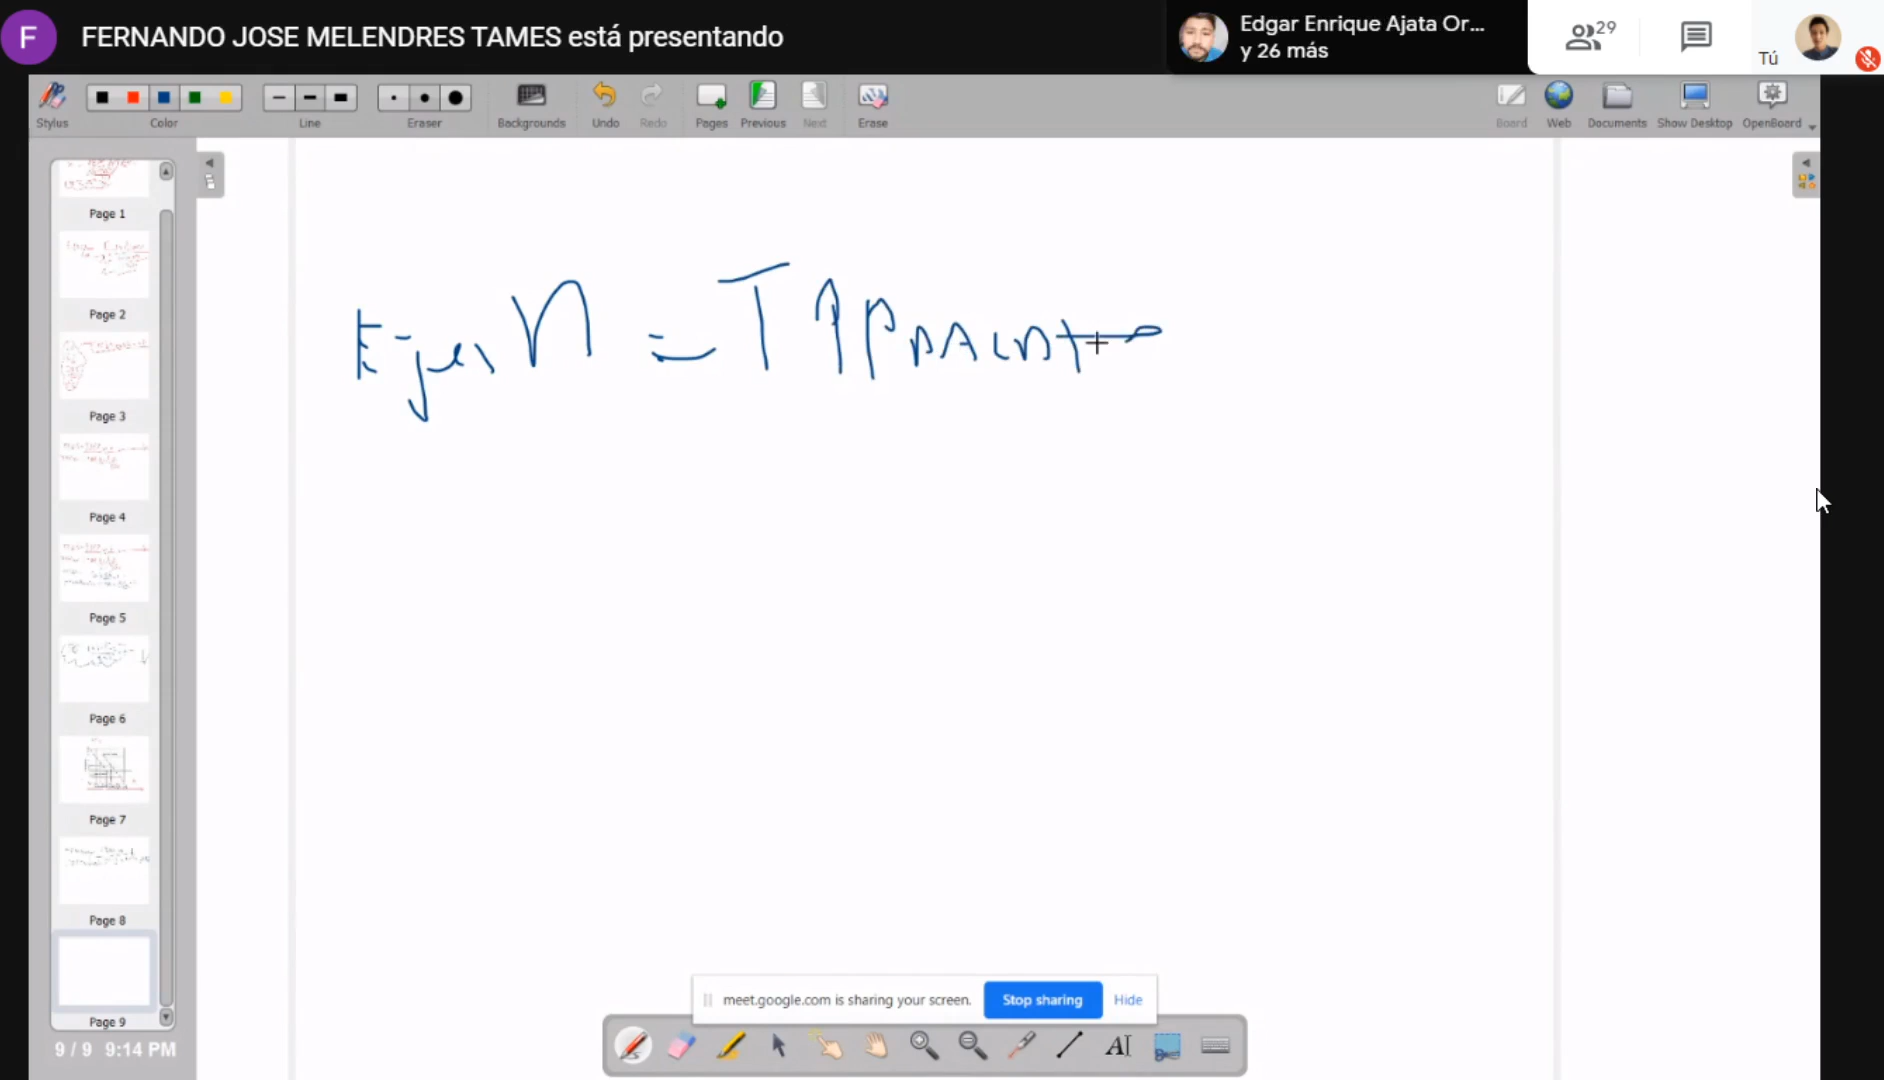 F FERNANDO JOSE MELENDRES TAMES está presentando
Edgar Enrique Ajata Or...
y 26 más
29
Tú
Stylus
Color
Line
Eraser
Backgrounds
Undo
Redo
Pages
Previous
Next
Erase
Board
Web
Documents
Show Desktop
OpenBoard
Page 1
Page 2
Page 3
Page 4
Page 5
Page 6
Page 7
Page 8
Page 9
9 / 9 9:14 PM
meet.google.com is sharing your screen.
Stop sharing
Hide